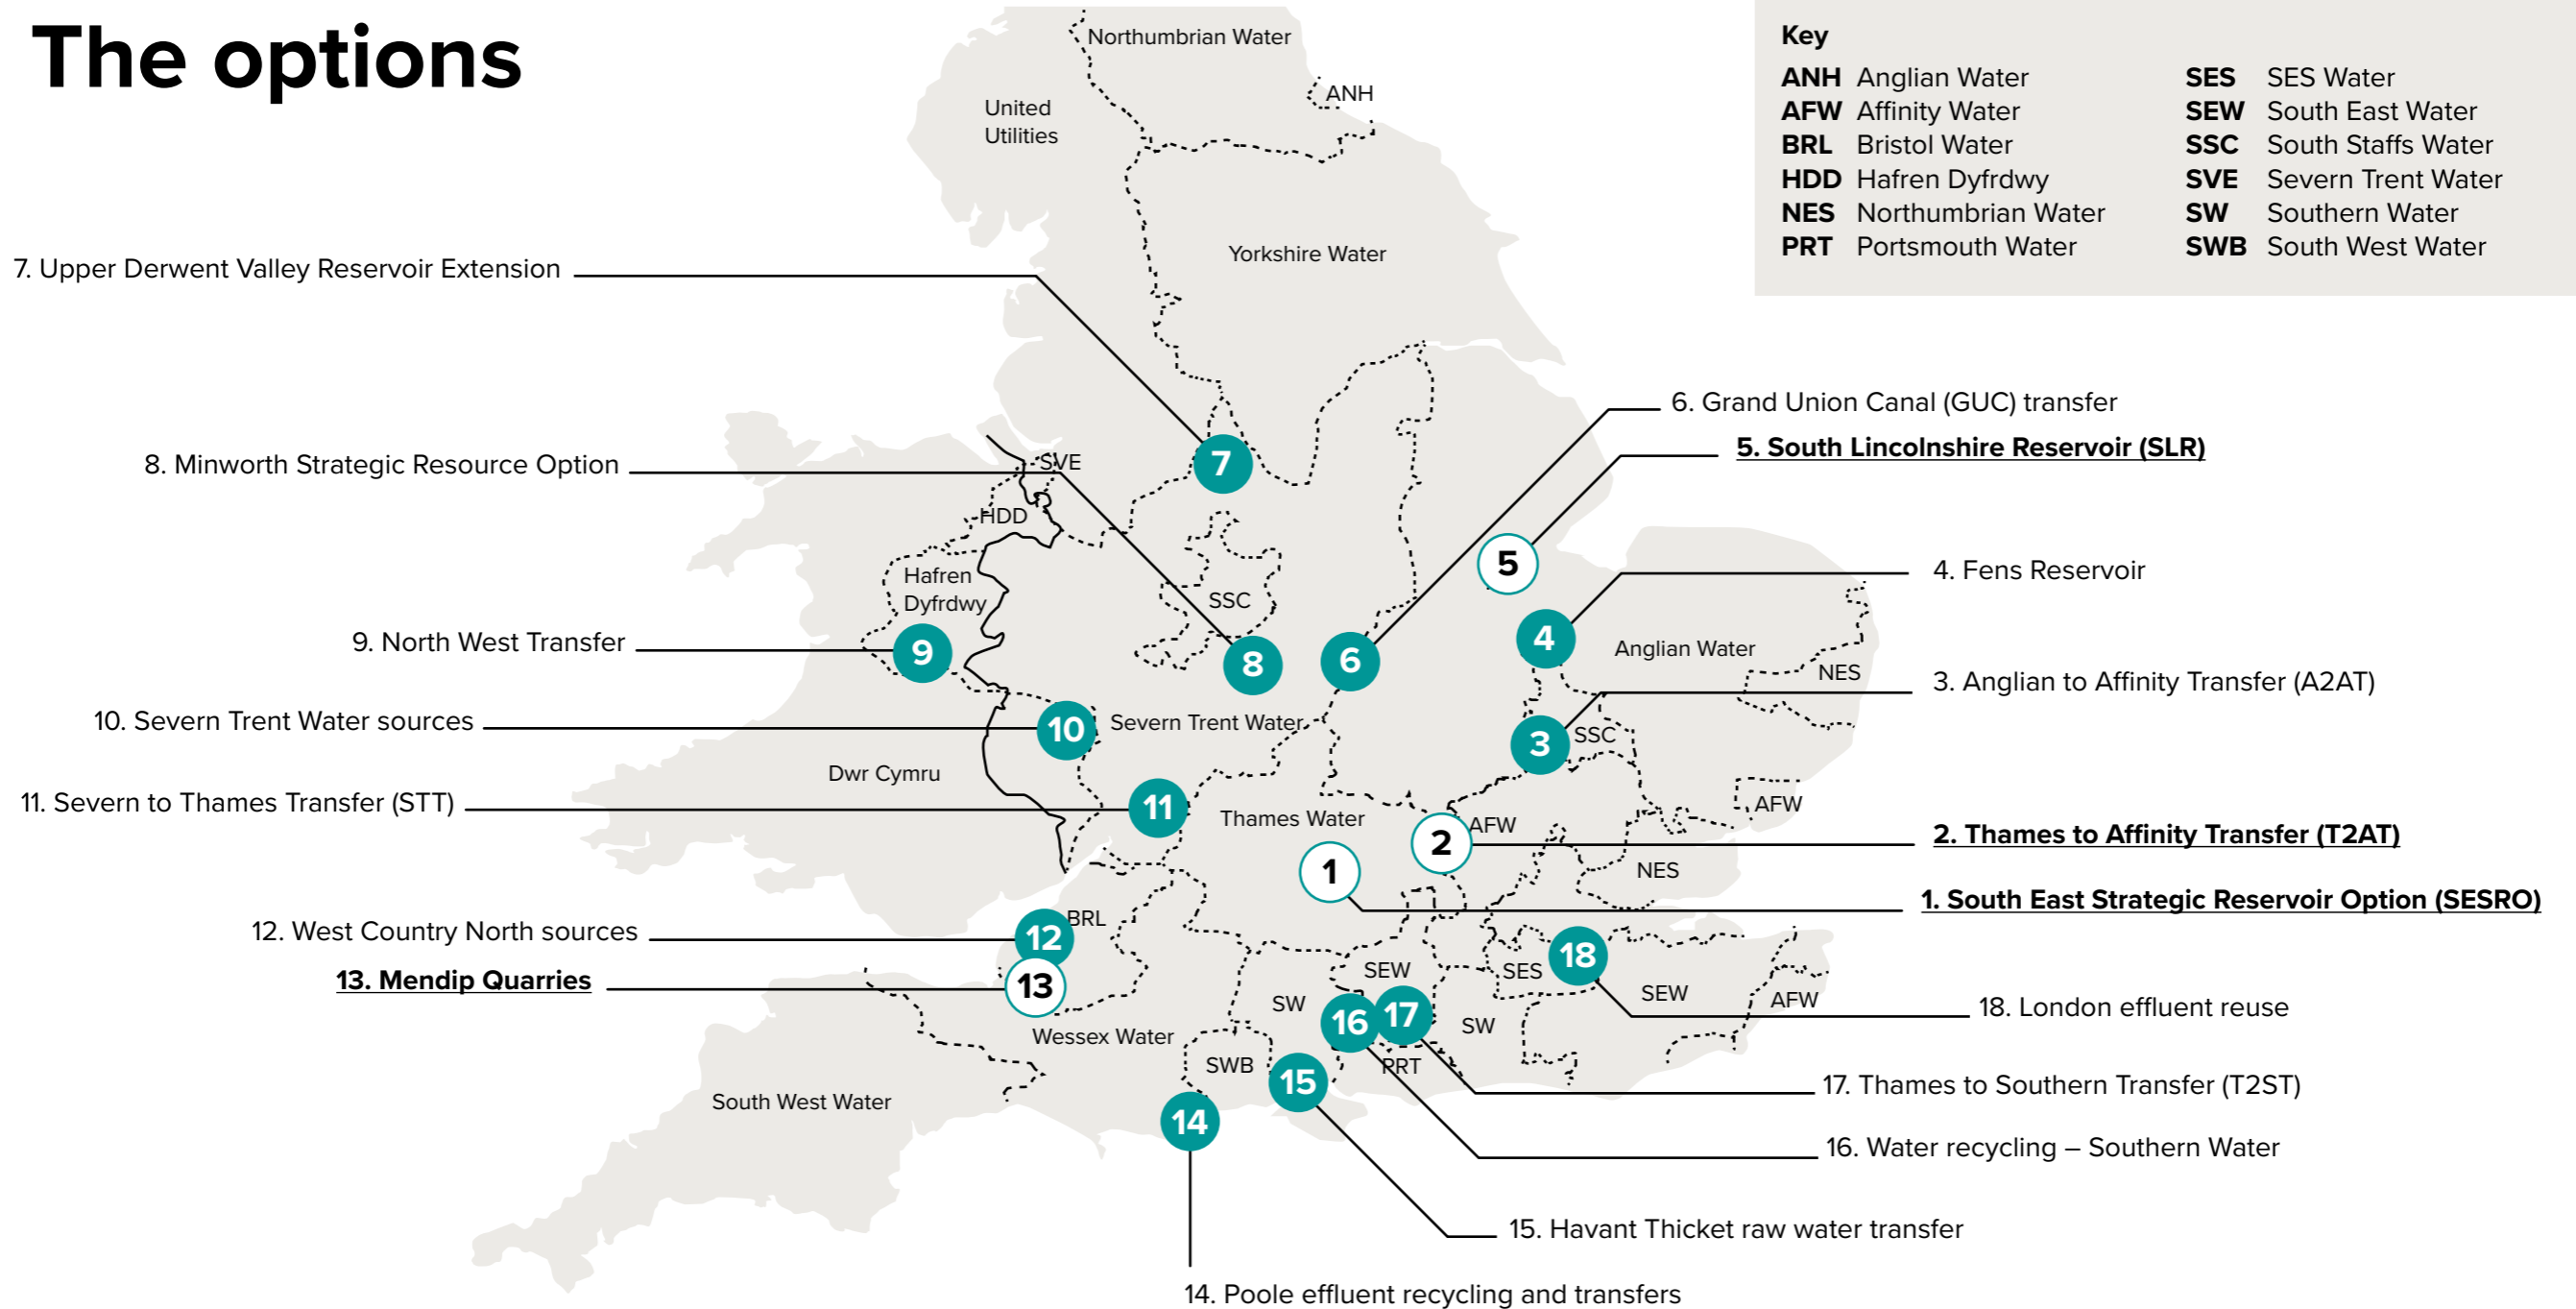 The options
Key
ANH Anglian Water
AFW Affinity Water
BRL Bristol Water
HDD Hafren Dyfrdwy
NES Northumbrian Water
PRT Portsmouth Water
SES SES Water
SEW South East Water
SSC South Staffs Water
SVE Severn Trent Water
SW Southern Water
SWB South West Water
Northumbrian Water
ANH
United
Utilities
Yorkshire Water
7. Upper Derwent Valley Reservoir Extension
6. Grand Union Canal (GUC) transfer
5. South Lincolnshire Reservoir (SLR)
8. Minworth Strategic Resource Option
SVE
7
HDD
5
4. Fens Reservoir
Hafren
Dyfrdwy
SSC
9. North West Transfer
9
8
6
4
Anglian Water
NES
3. Anglian to Affinity Transfer (A2AT)
10. Severn Trent Water sources
10
Severn Trent Water
3
SSC
Dwr Cymru
11. Severn to Thames Transfer (STT)
11
Thames Water
2
AFW
AFW
2. Thames to Affinity Transfer (T2AT)
1
NES
1. South East Strategic Reservoir Option (SESRO)
12. West Country North sources
12
BRL
13. Mendip Quarries
13
SEW
SES
18
SEW
AFW
18. London effluent reuse
SW
16
17
SW
Wessex Water
SWB
15
PRT
17. Thames to Southern Transfer (T2ST)
South West Water
14
16. Water recycling – Southern Water
15. Havant Thicket raw water transfer
14. Poole effluent recycling and transfers